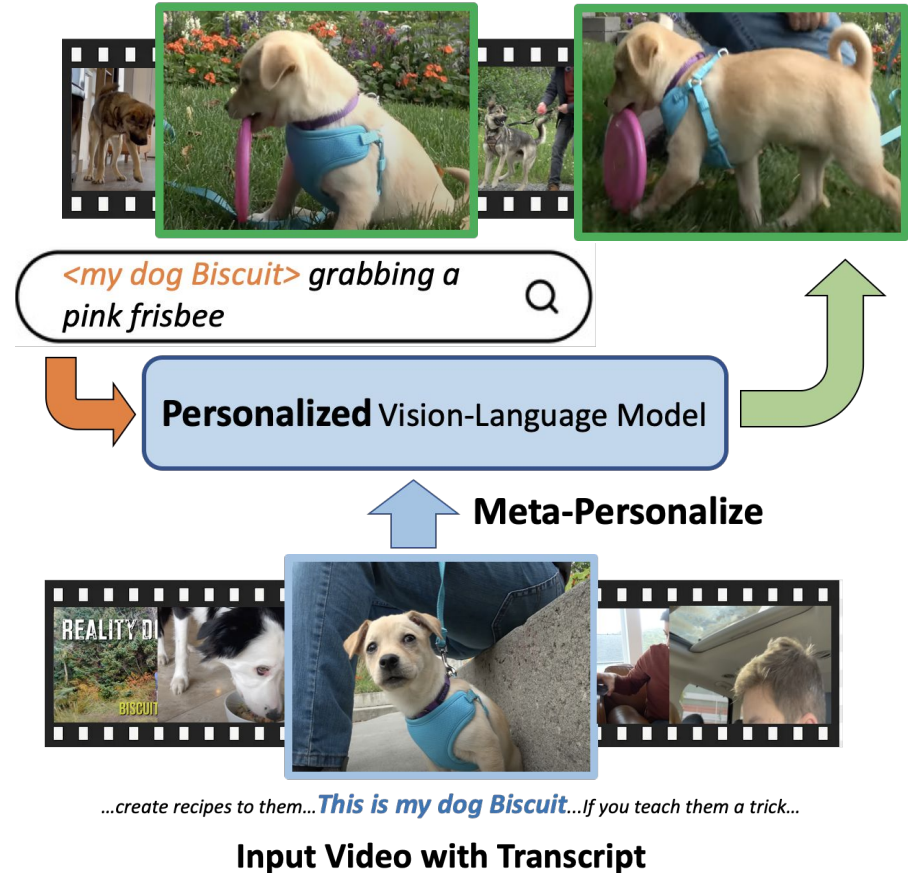 <my dog Biscuit> grabbing a
pink frisbee
Personalized Vision-Language Model
Meta-Personalize
REALITY D
BISCUIT
...create recipes to them...This is my dog Biscuit...If you teach them a trick...
Input Video with Transcript